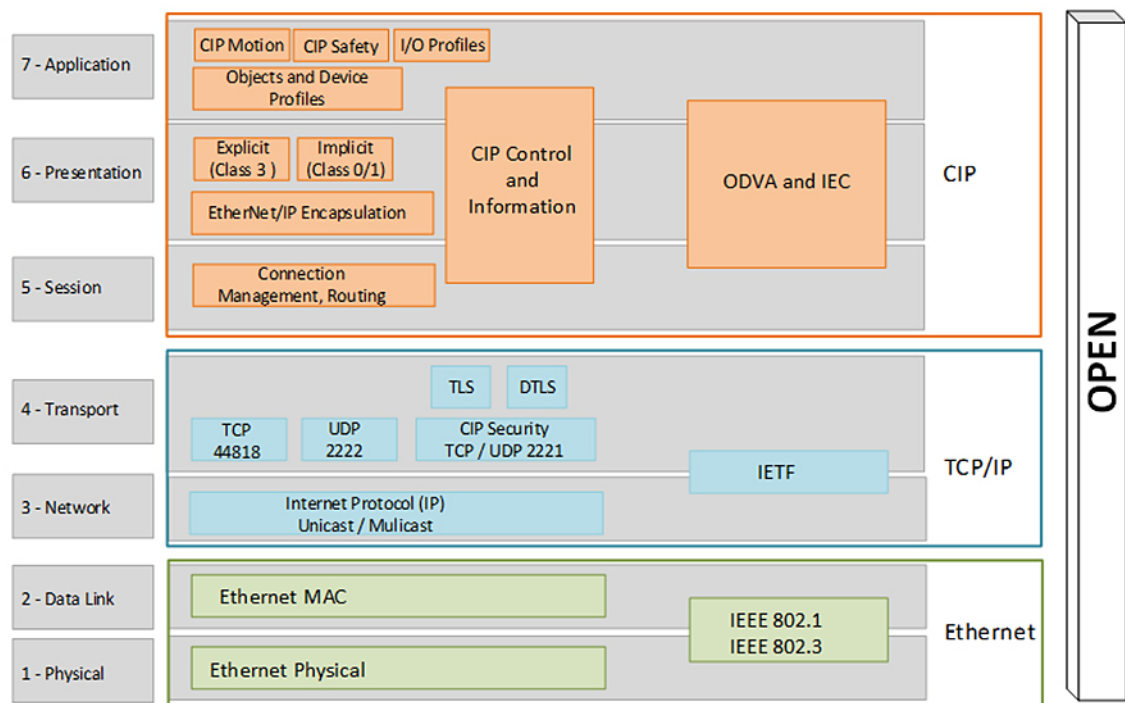 7 - Application
CIP Motion
CIP Safety
I/O Profiles
Objects and Device
Profiles
6 - Presentation
Explicit
(Class 3 )
Implicit
(Class 0/1)
EtherNet/IP Encapsulation
CIP Control
and
Information
ODVA and IEC
CIP
5 - Session
Connection
Management, Routing
4 - Transport
TLS
DTLS
TCP
44818
UDP
2222
CIP Security
TCP / UDP 2221
IETF
TCP/IP
3 - Network
Internet Protocol (IP)
Unicast / Mulicast
2 - Data Link
Ethernet MAC
IEEE 802.1
IEEE 802.3
Ethernet
1 - Physical
Ethernet Physical
OPEN